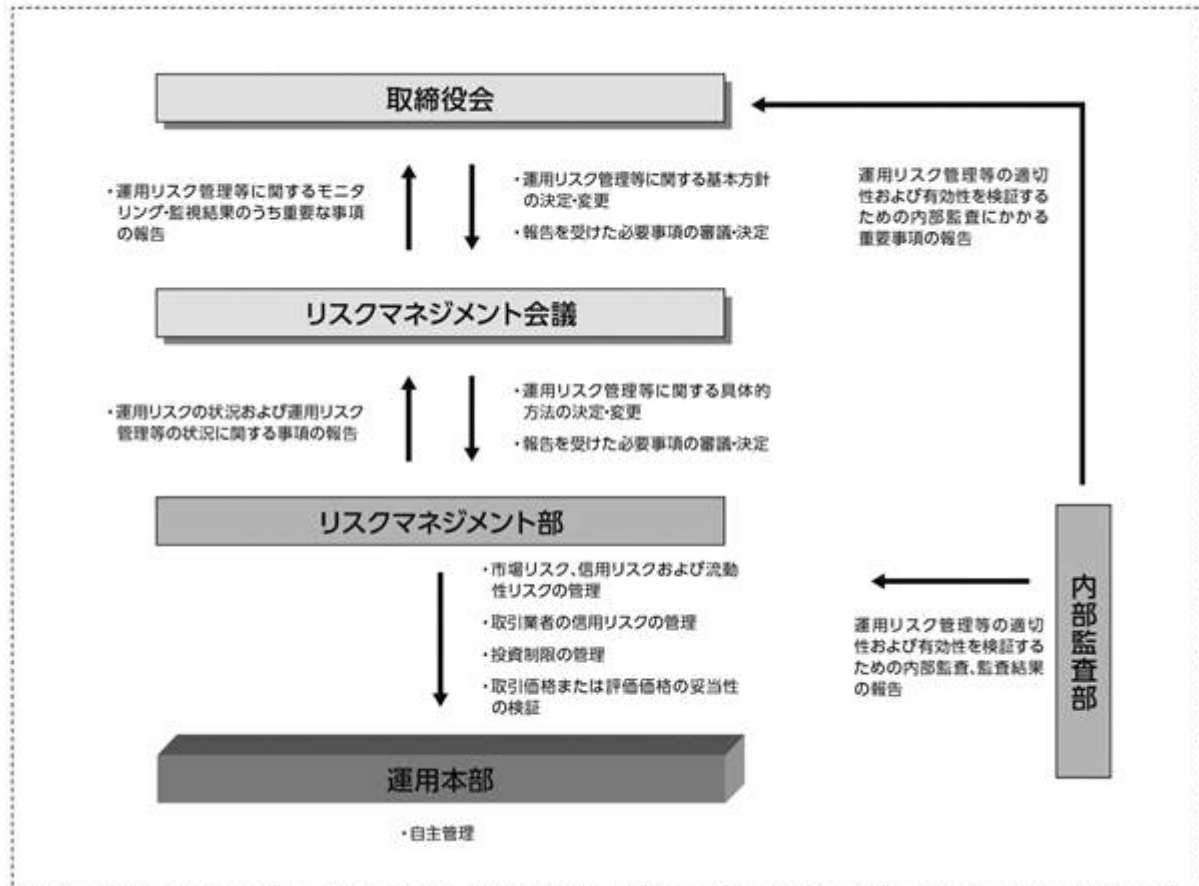 取締役会
・運用リスク管理等に関するモニタ
リング・監視結果のうち重要な事項
の報告
・運用リスク管理等に関する基本方針
の決定・変更
・報告を受けた必要事項の審議・決定
運用リスク管理等の適切
性および有効性を検証する
ための内部監査にかかる
重要事項の報告
リスクマネジメント会議
・運用リスクの状況および運用リスク
管理等の状況に関する事項の報告
・運用リスク管理等に関する具体的
方法の決定・変更
・報告を受けた必要事項の審議・決定
リスクマネジメント部
・市場リスク、信用リスクおよび流動
性リスクの管理
・取引業者の信用リスクの管理
・投資制限の管理
・取引価格または評価価格の妥当性
の検証
運用リスク管理等の適切
性および有効性を検証する
ための内部監査、監査結果
の報告
内部監査部
運用本部
・自主管理